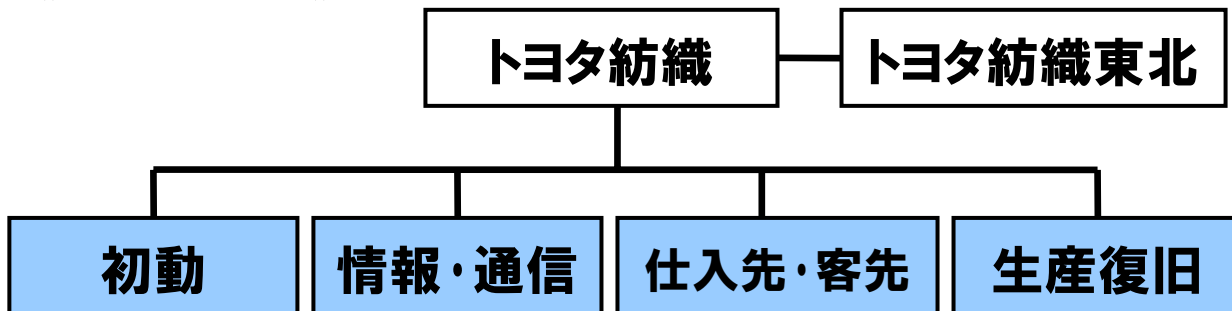 トヨタ紡織
トヨタ紡織東北
初動
情報・通信
仕入先・客先
生産復旧